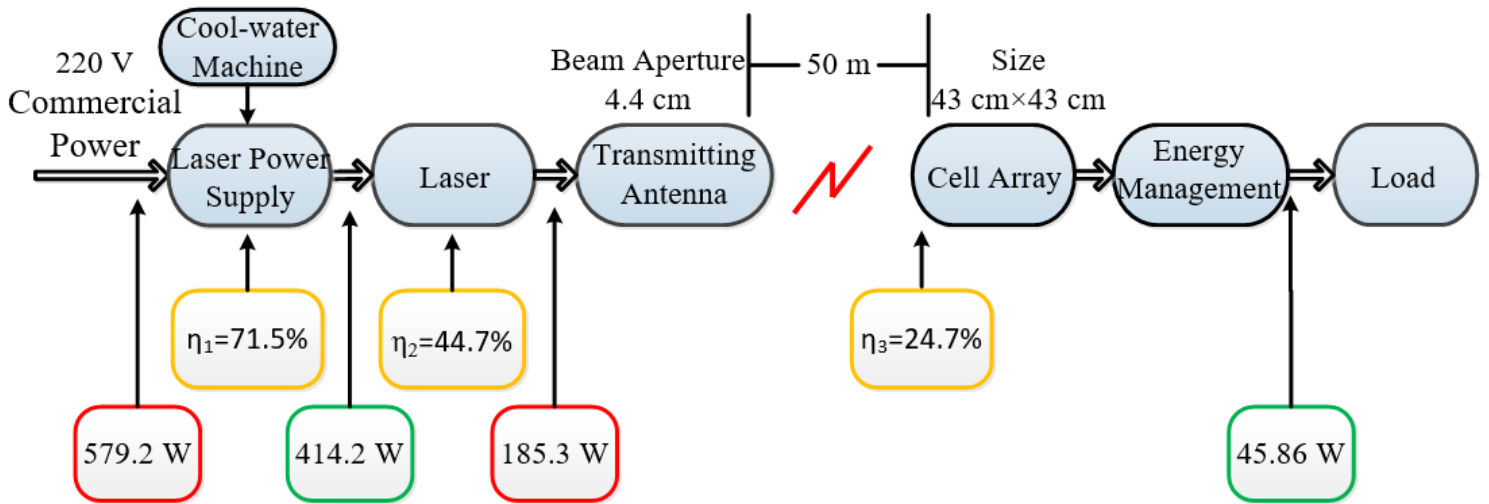 Cool-water
Machine
220 V
Commercial
Power
Beam Aperture
4.4 cm
50 m
Size
43 cm×43 cm
Laser Power
Supply
Laser
Transmitting
Antenna
Cell Array
Energy
Management
Load
η₁=71.5%
η₂=44.7%
η₃=24.7%
579.2 W
414.2 W
185.3 W
45.86 W